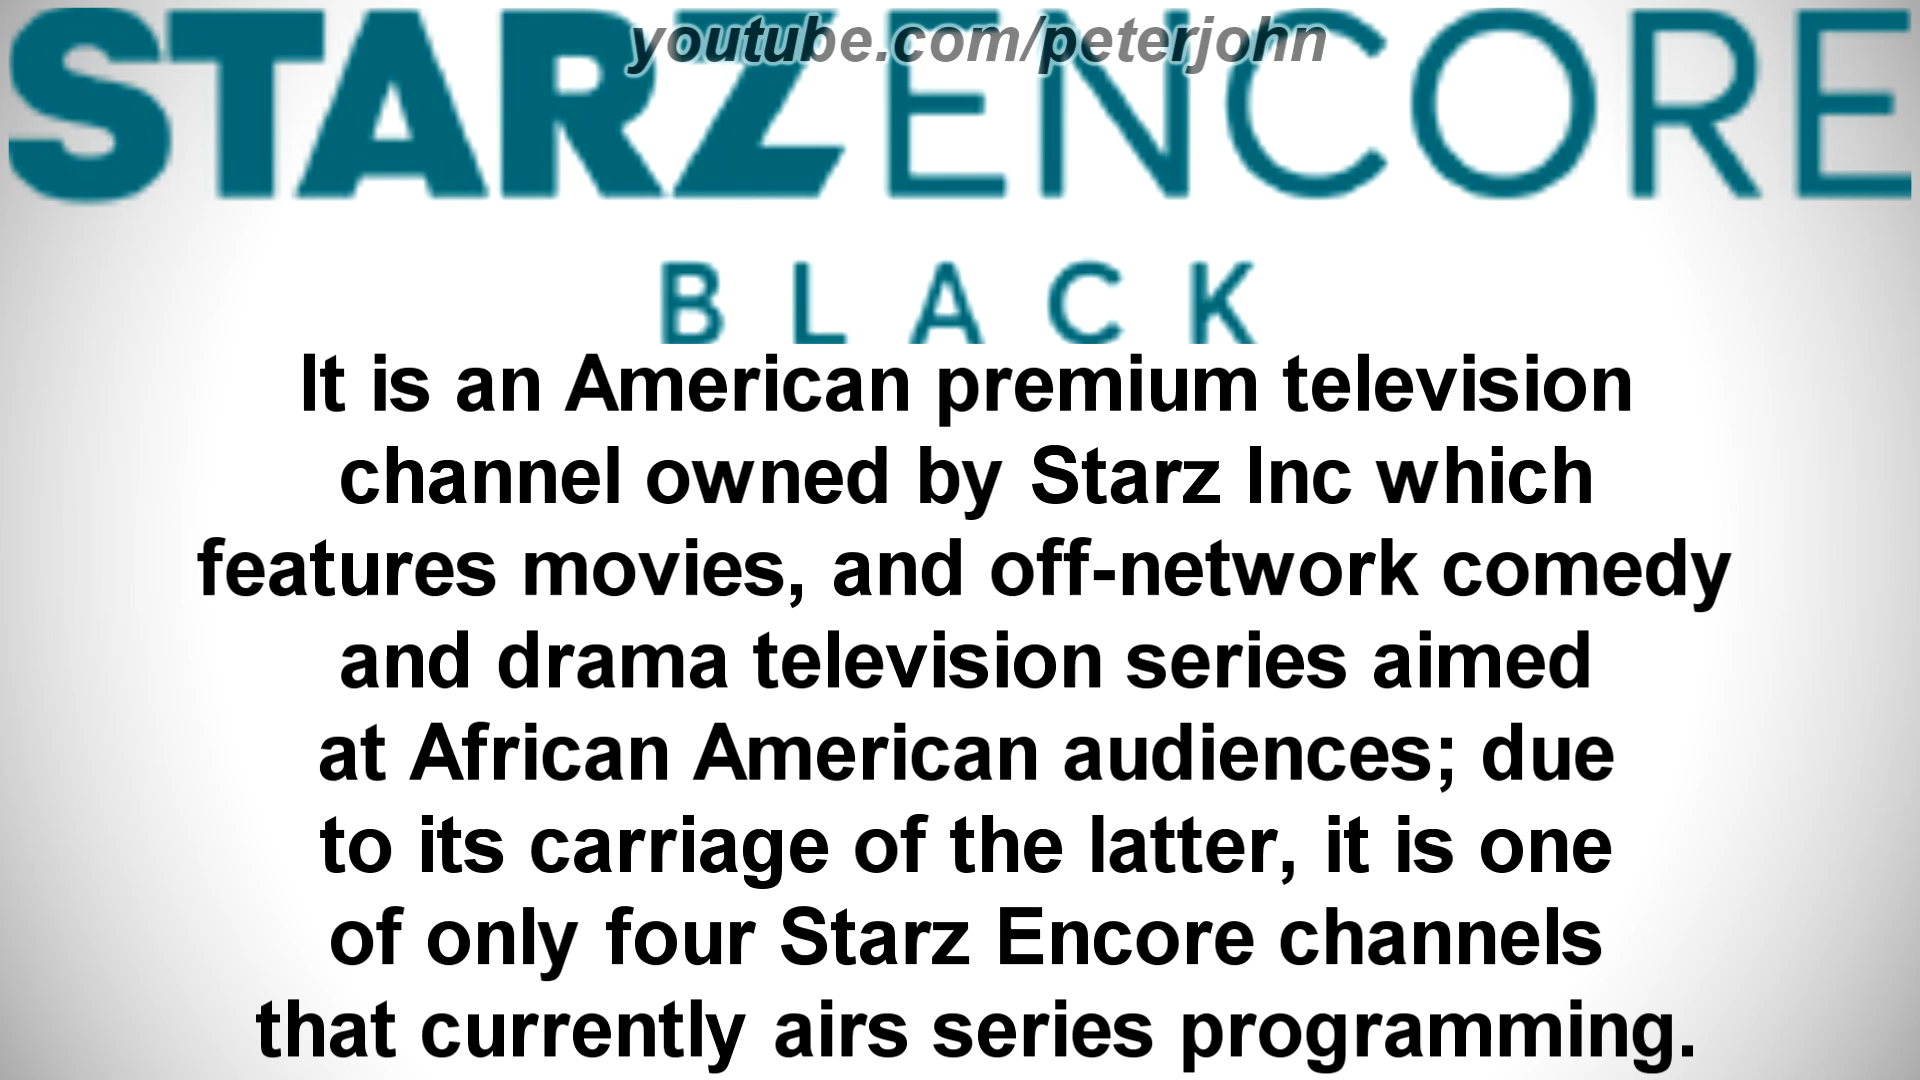 youtube.com/peterjohn
STARZENCORE
BLACK
It is an American premium television
channel owned by Starz Inc which
features movies, and off-network comedy
and drama television series aimed
at African American audiences; due
to its carriage of the latter, it is one
of only four Starz Encore channels
that currently airs series programming.